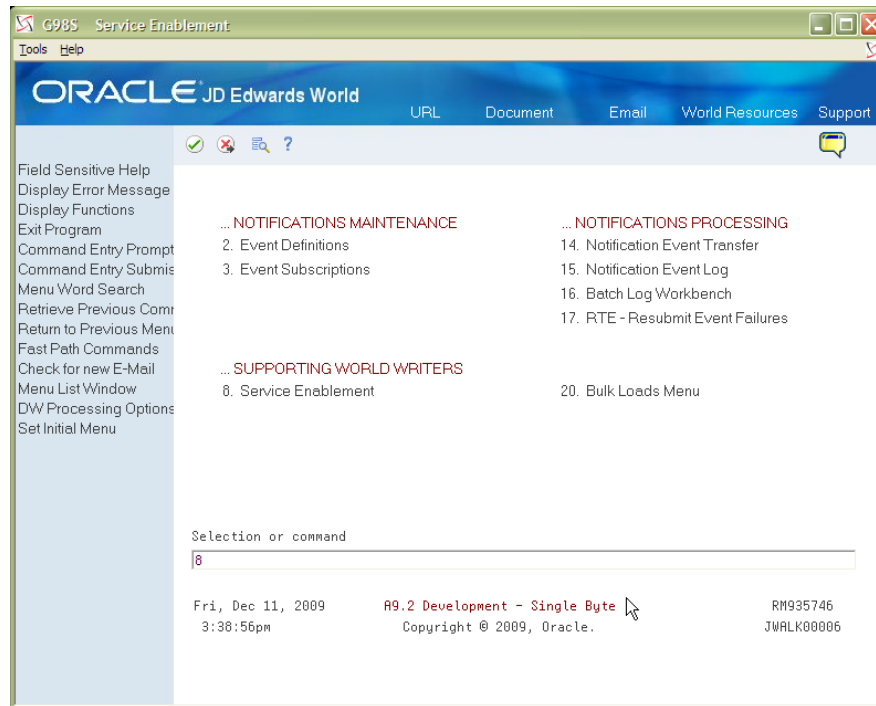 G98S Service Enablement
Tools Help
ORACLE JD Edwards World
URL Document Email World Resources Support
Field Sensitive Help
Display Error Message
Display Functions
Exit Program
Command Entry Prompt
Command Entry Submis
Menu Word Search
Retrieve Previous Comm
Return to Previous Menu
Fast Path Commands
Check for new E-Mail
Menu List Window
DW Processing Options
Set Initial Menu
... NOTIFICATIONS MAINTENANCE
2. Event Definitions
3. Event Subscriptions
... SUPPORTING WORLD WRITERS
8. Service Enablement
... NOTIFICATIONS PROCESSING
14. Notification Event Transfer
15. Notification Event Log
16. Batch Log Workbench
17. RTE - Resubmit Event Failures
20. Bulk Loads Menu
Selection or command
8
Fri, Dec 11, 2009 A9.2 Development - Single Byte RM935746
3:38:56pm Copyright © 2009, Oracle. JWALK00006